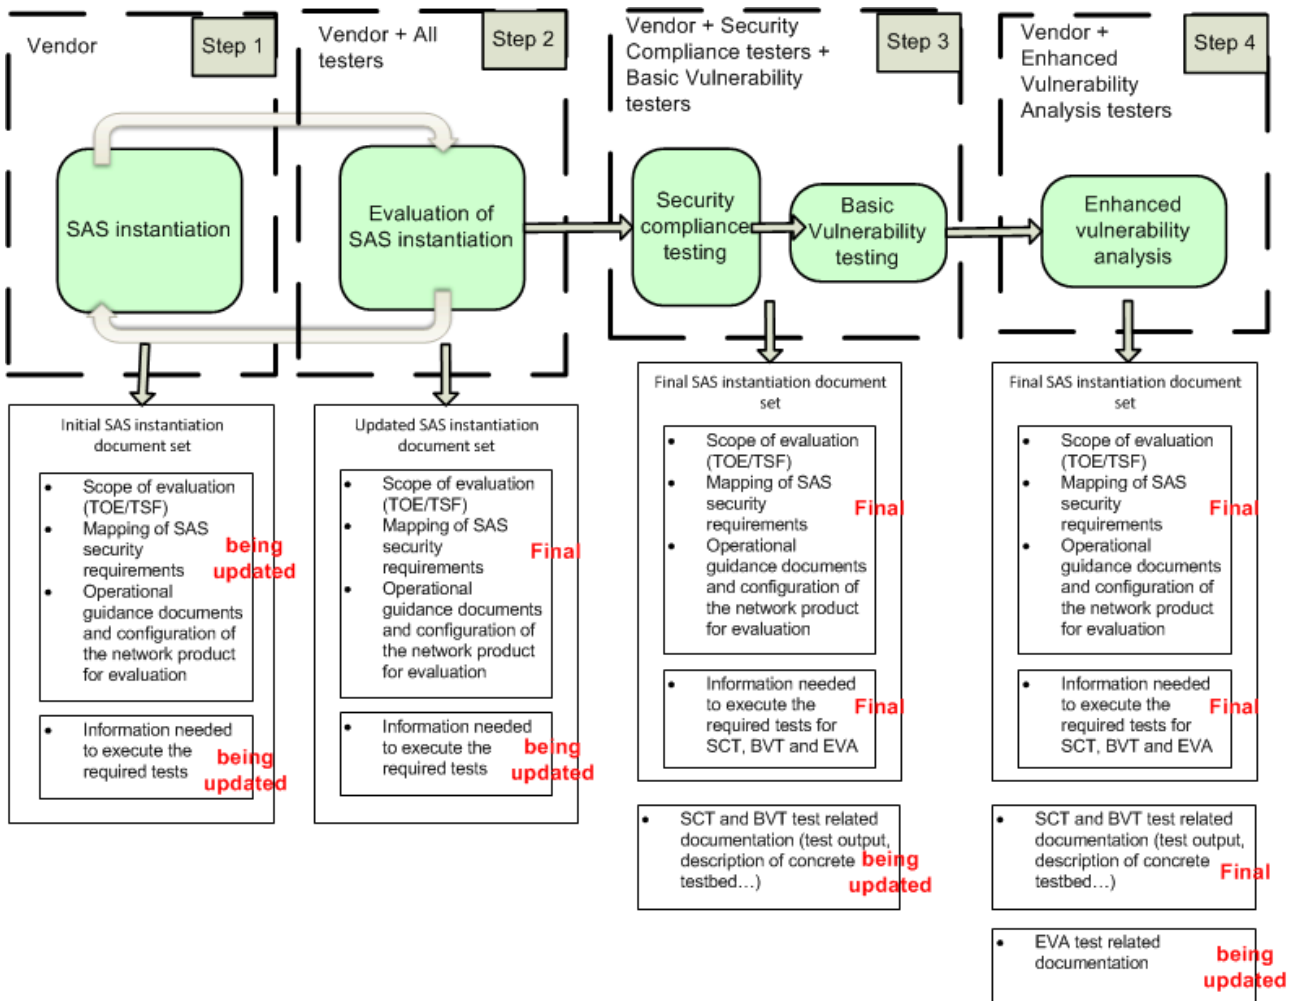 Vendor
Step 1
Vendor + All
testers
Step 2
Vendor + Security
Compliance testers +
Basic Vulnerability
testers
Step 3
Vendor +
Enhanced
Vulnerability
Analysis testers
Step 4
SAS instantiation
Evaluation of
SAS instantiation
Security
compliance
testing
Basic
Vulnerability
testing
Enhanced
vulnerability
analysis
Initial SAS instantiation
document set
• Scope of evaluation
(TOE/TSF)
• Mapping of SAS
security
requirements
• Operational
guidance documents
and configuration of
the network product
for evaluation
being
updated
• Information needed
to execute the
required tests
being
updated
Updated SAS instantiation
document set
• Scope of evaluation
(TOE/TSF)
• Mapping of SAS
security
requirements
• Operational
guidance documents
and configuration of
the network product
for evaluation
Final
• Information needed
to execute the
required tests
being
updated
Final SAS instantiation document
set
• Scope of evaluation
(TOE/TSF)
• Mapping of SAS
security
requirements
• Operational
guidance documents
and configuration of
the network product
for evaluation
Final
• Information needed
to execute the
required tests for
SCT, BVT and EVA
Final
• SCT and BVT test related
documentation (test output,
description of concrete
testbed…)
being
updated
Final SAS instantiation document
set
• Scope of evaluation
(TOE/TSF)
• Mapping of SAS
security
requirements
• Operational
guidance documents
and configuration of
the network product
for evaluation
Final
• Information needed
to execute the
required tests for
SCT, BVT and EVA
Final
• SCT and BVT test related
documentation (test output,
description of concrete
testbed…)
Final
• EVA test related
documentation
being
updated